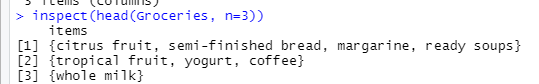 3 items (columns)
> inspect(head(Groceries, n=3))
    items
[1] {citrus fruit, semi-finished bread, margarine, ready soups}
[2] {tropical fruit, yogurt, coffee}
[3] {whole milk}